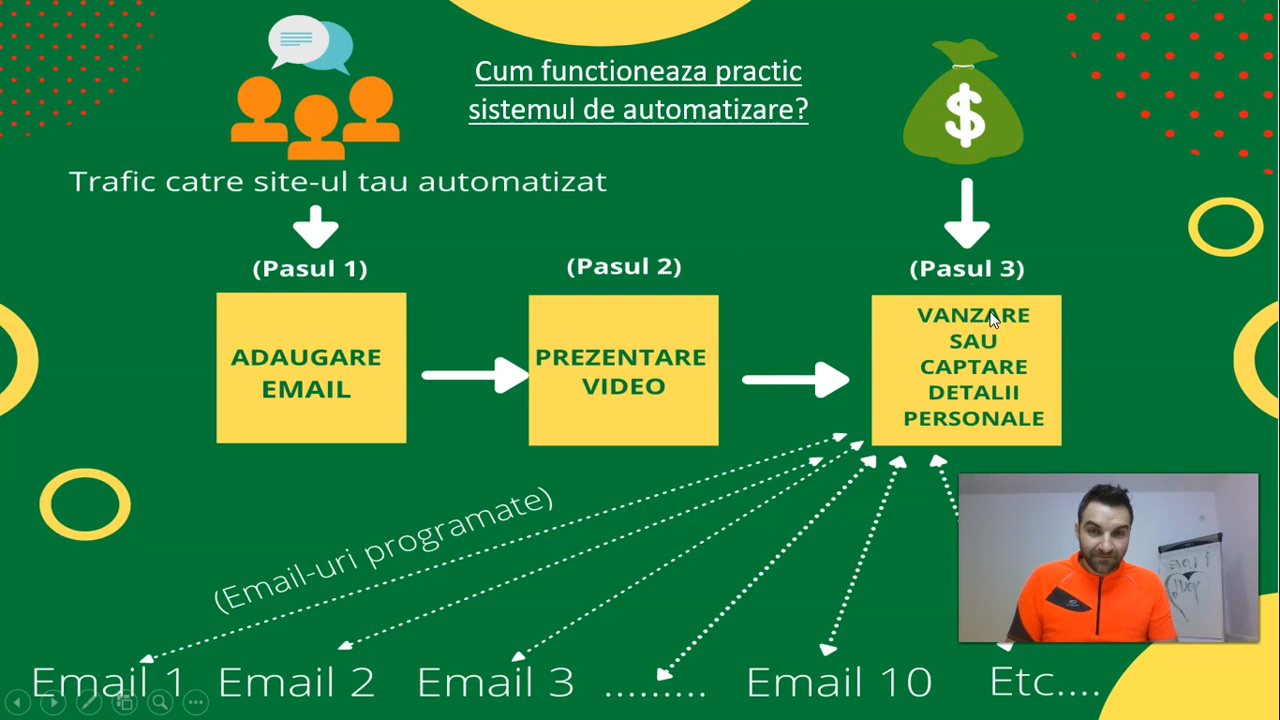 Cum functioneaza practic
sistemul de automatizare?
$
Trafic catre site-ul tau automatizat
(Pasul 1)
(Pasul 2)
(Pasul 3)
ADAUGARE
EMAIL
PREZENTARE
VIDEO
VANZARE
SAU
CAPTARE
DETALII
PERSONALE
(Email-uri programate)
Email 1 Email 2 Email 3 ......... Email 10 Etc....